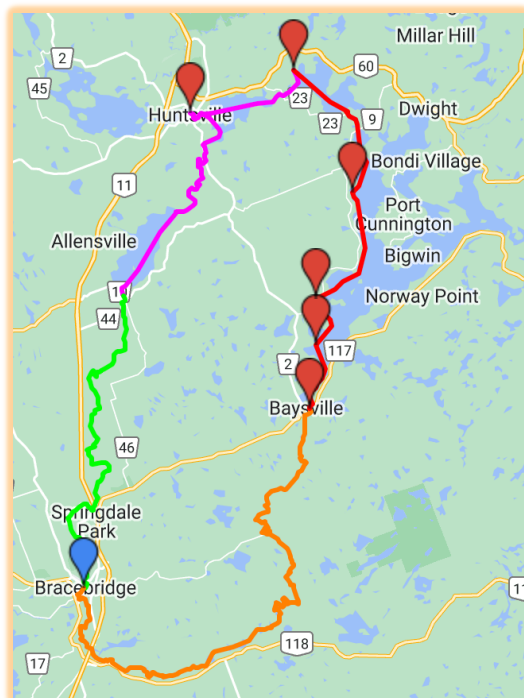 Millar Hill
2
60
45
23
Huntsville
23
9
Dwight
11
Bondi Village
Port
Cunningtion
Allensville
Bigwin
Norway Point
44
117
2
Baysville
46
Springdale
Park
Bracebridge
118
17